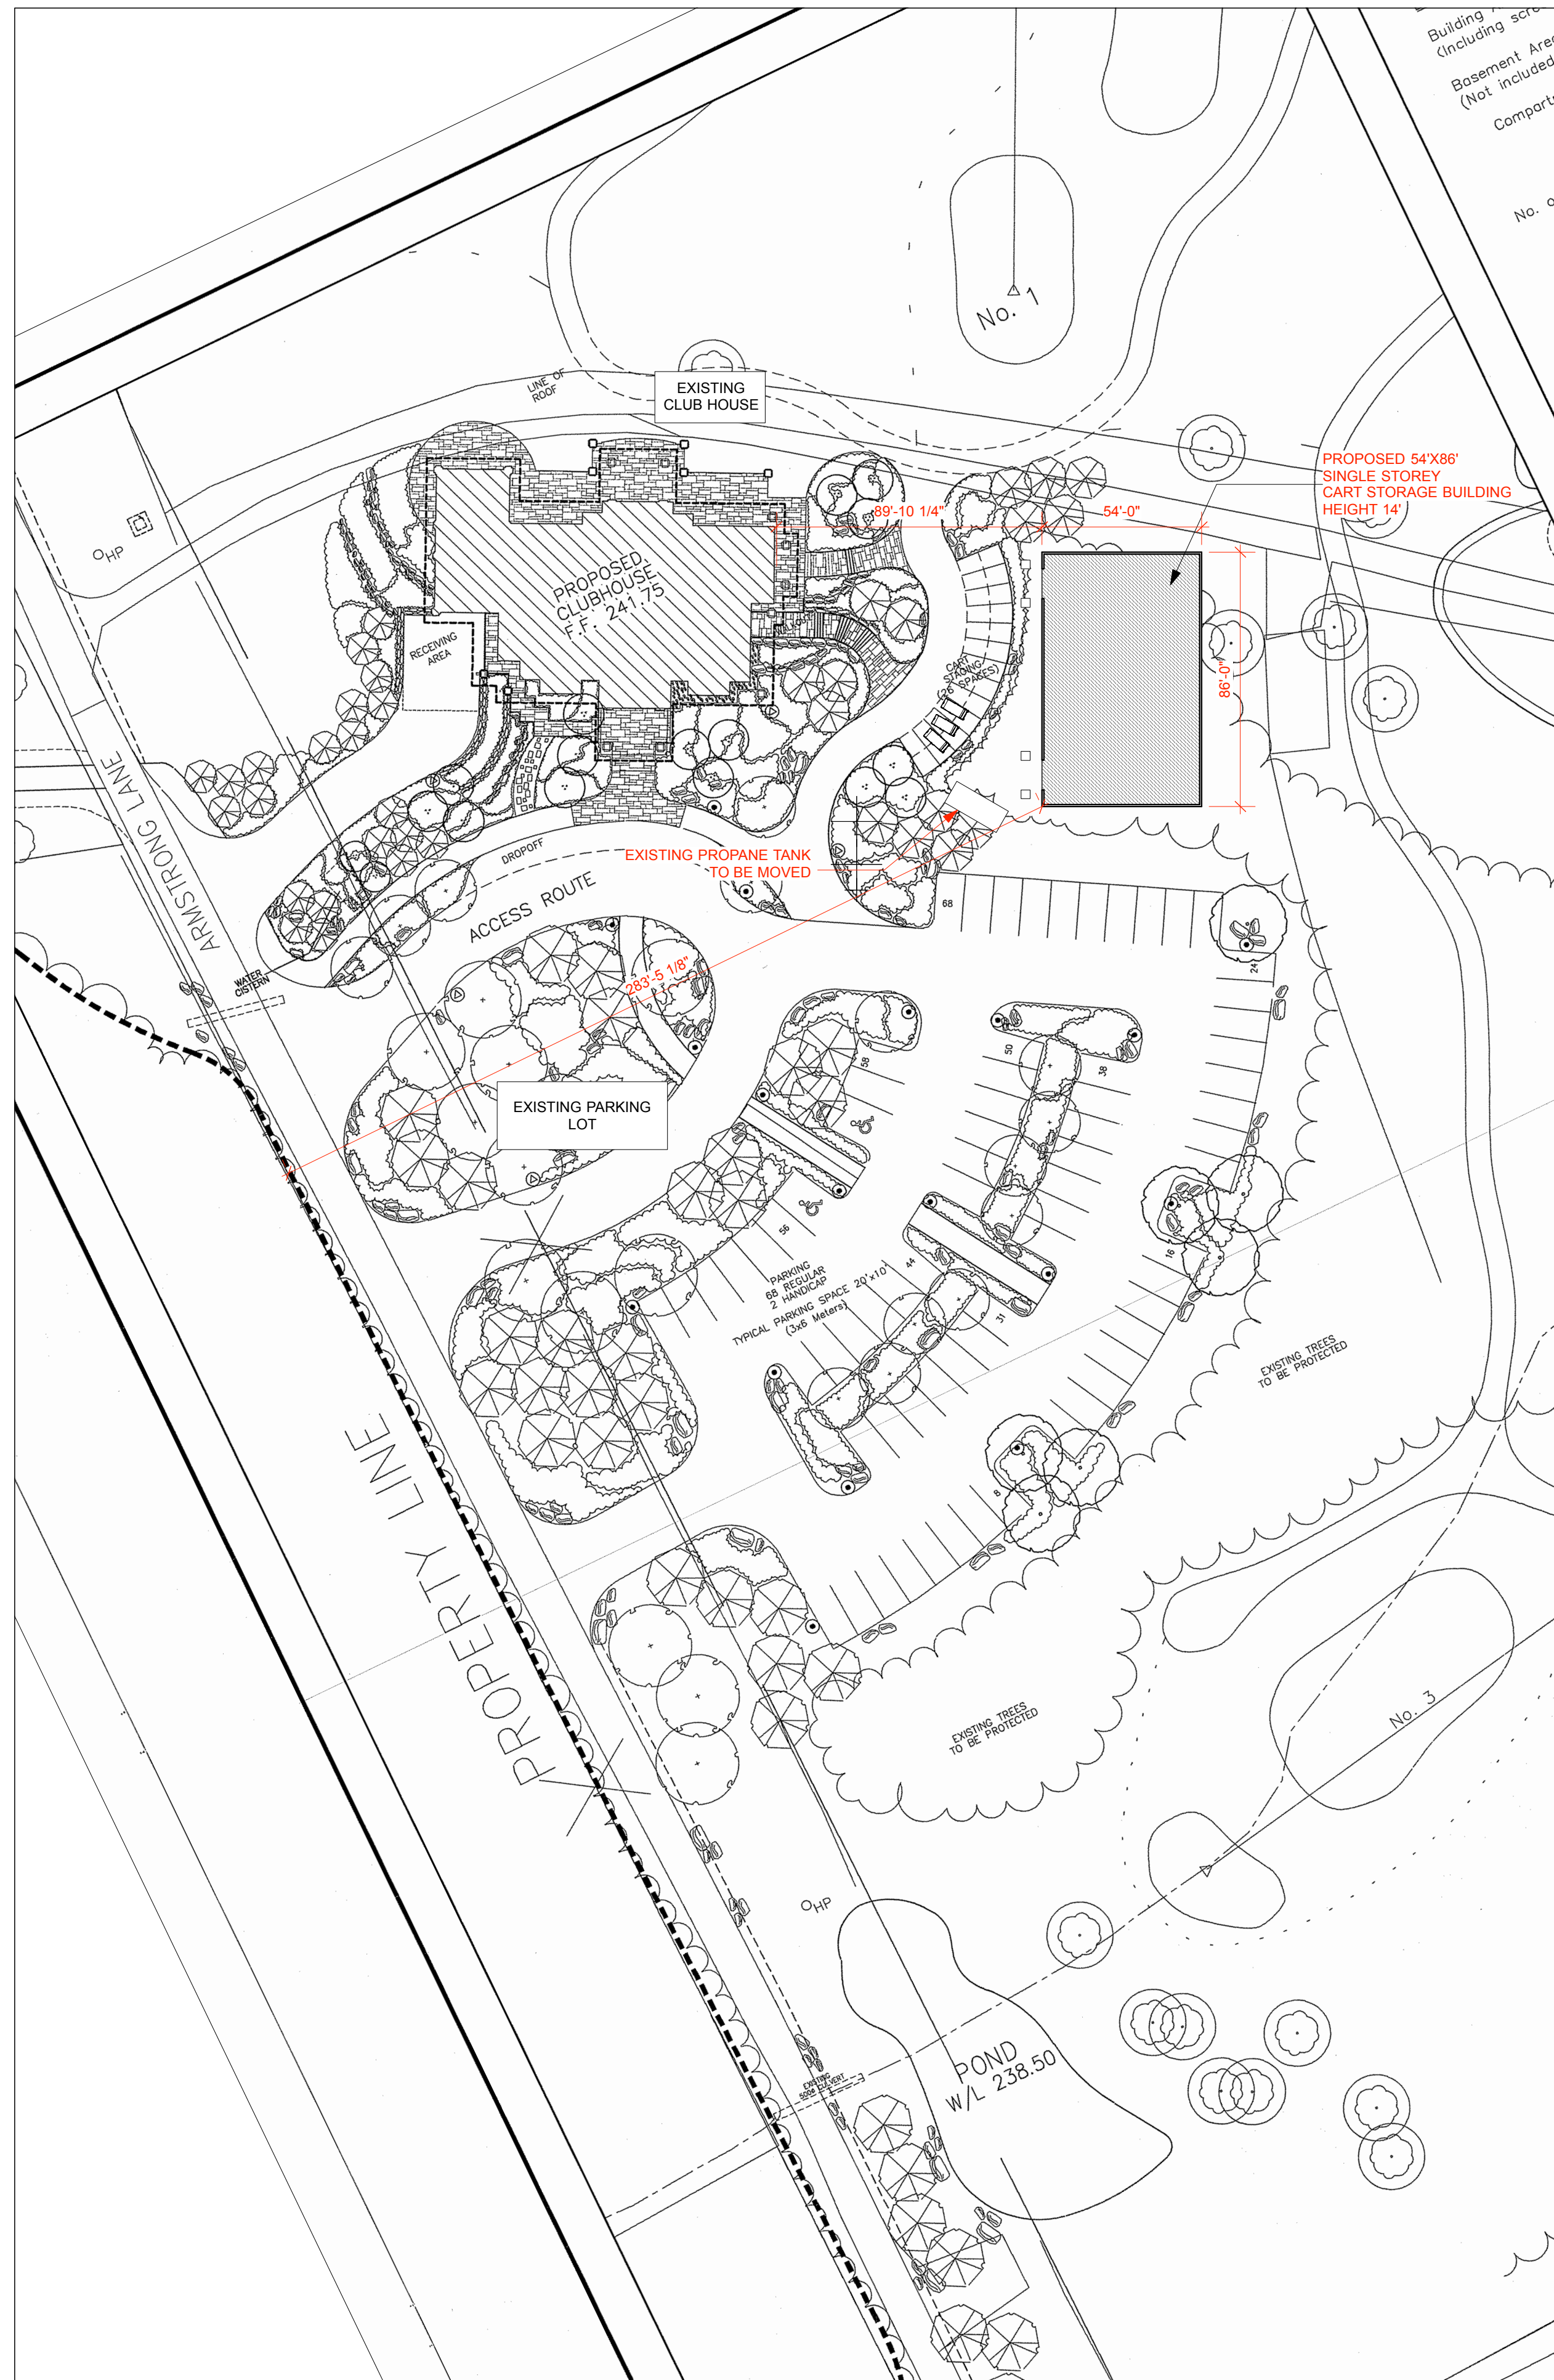 Building
(Including
Basement
(Not included
No.
No. 1
LINE OF
ROOF
EXISTING
CLUB HOUSE
PROPOSED 54'X86'
SINGLE STOREY
CART STORAGE BUILDING
HEIGHT 14'
89'-10 1/4"
54'-0"
86'-0"
HP
PROPOSED
CLUBHOUSE
F.F. 241.75
RECEIVING
AREA
CART
STAGING
SPACES)
ARMSTRONG LANE
DROPOFF
ACCESS ROUTE
EXISTING PROPANE TANK
TO BE MOVED
68
24
WATER
CISTERN
283'-5 1/8"
EXISTING PARKING
LOT
58
50
38
56
44
31
16
8
PARKING
68 REGULAR
2 HANDICAP
TYPICAL PARKING SPACE 20'x10'
(3x6 Meters)
EXISTING TREES
TO BE PROTECTED
PROPERTY LINE
EXISTING TREES
TO BE PROTECTED
No. 3
HP
POND
W/L 238.50
EXISTING
500ø CULVERT